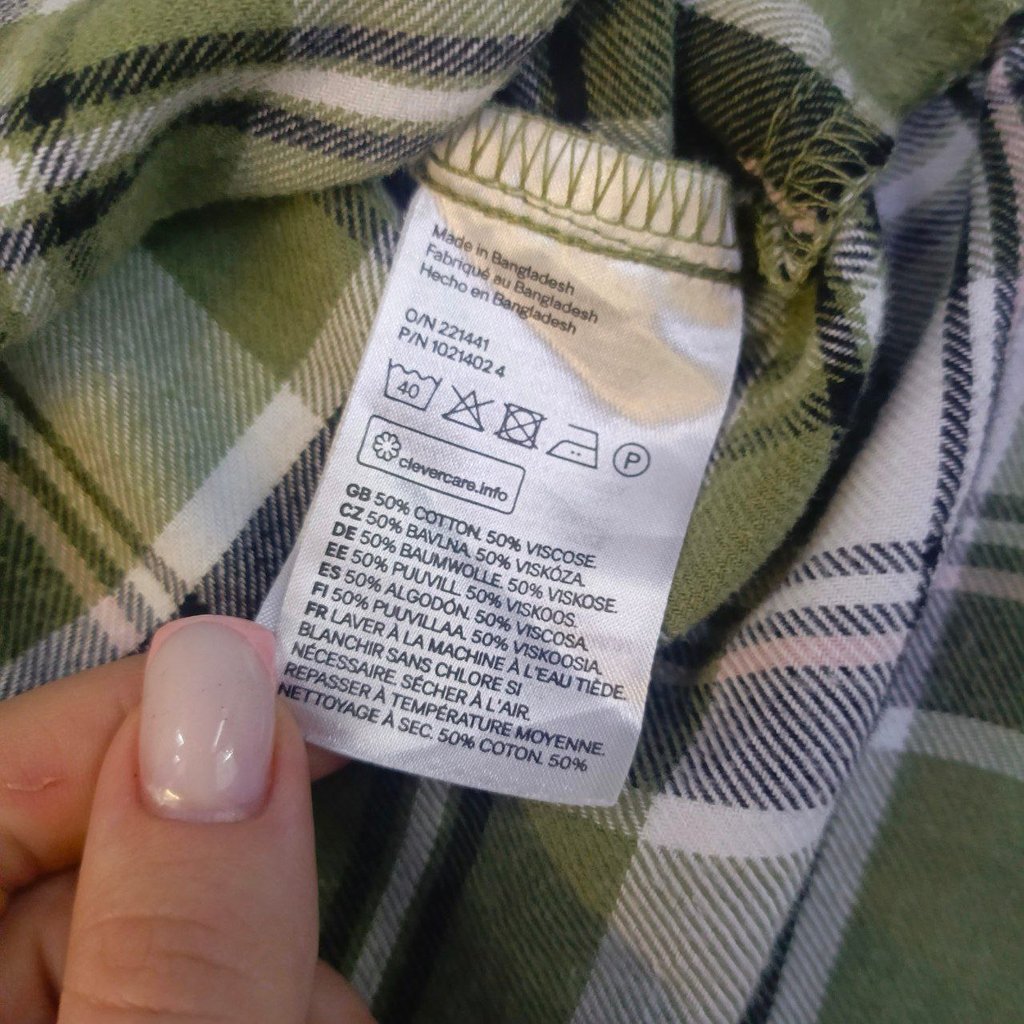 Made in Bangladesh
Fabriqué au Bangladesh
Hecho en Bangladesh
O/N 221441
P/N 1021402 4
40
P
clevercare.info
GB 50% COTTON. 50% VISCOSE
CZ 50% BAVLNA. 50% VISKÓZA.
DE 50% BAUMWOLLE. 50% VISKOSE.
EE 50% PUUVILL. 50% VISKOOS.
ES 50% ALGODÓN. 50% VISCOSA.
FI 50% PUUVILLAA. 50% VISKOOSIA.
FR LAVER À LA MACHINE À L'EAU TIÈDE.
BLANCHIR SANS CHLORE SI
NÉCESSAIRE. SÉCHER À L'AIR.
REPASSER À TEMPÉRATURE MOYENNE.
NETTOYAGE À SEC. 50% COTON. 50%